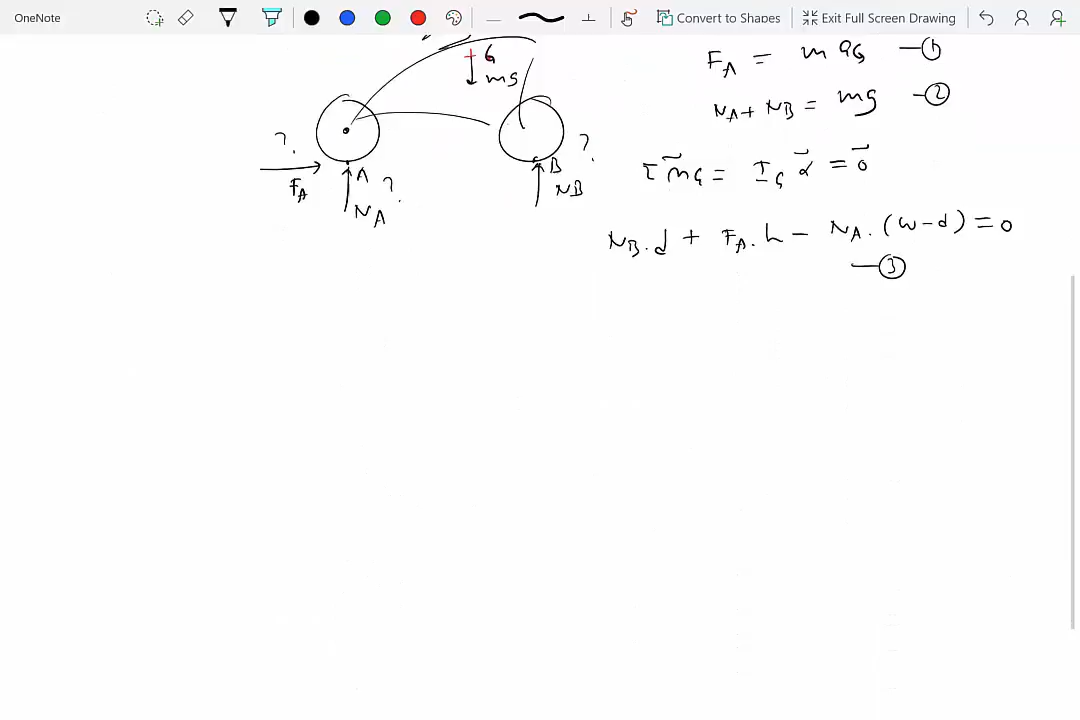 OneNote
Convert to Shapes
Exit Full Screen Drawing
G
mg
?
F_A
A
N_A
?
B
N_B
?
F_A = m a_G —①
N_A + N_B = mg —②
Σ M_G = I_G α = 0
N_B . d + F_A . h − N_A . (w − d) = 0
—③